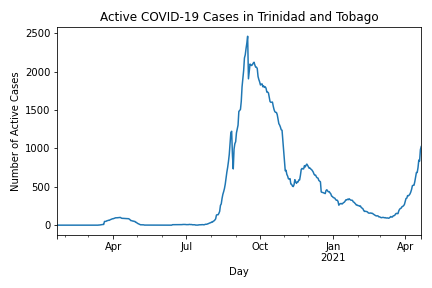 Active COVID-19 Cases in Trinidad and Tobago
Number of Active Cases
2500
2000
1500
1000
500
0
Apr
Jul
Oct
Jan
2021
Apr
Day